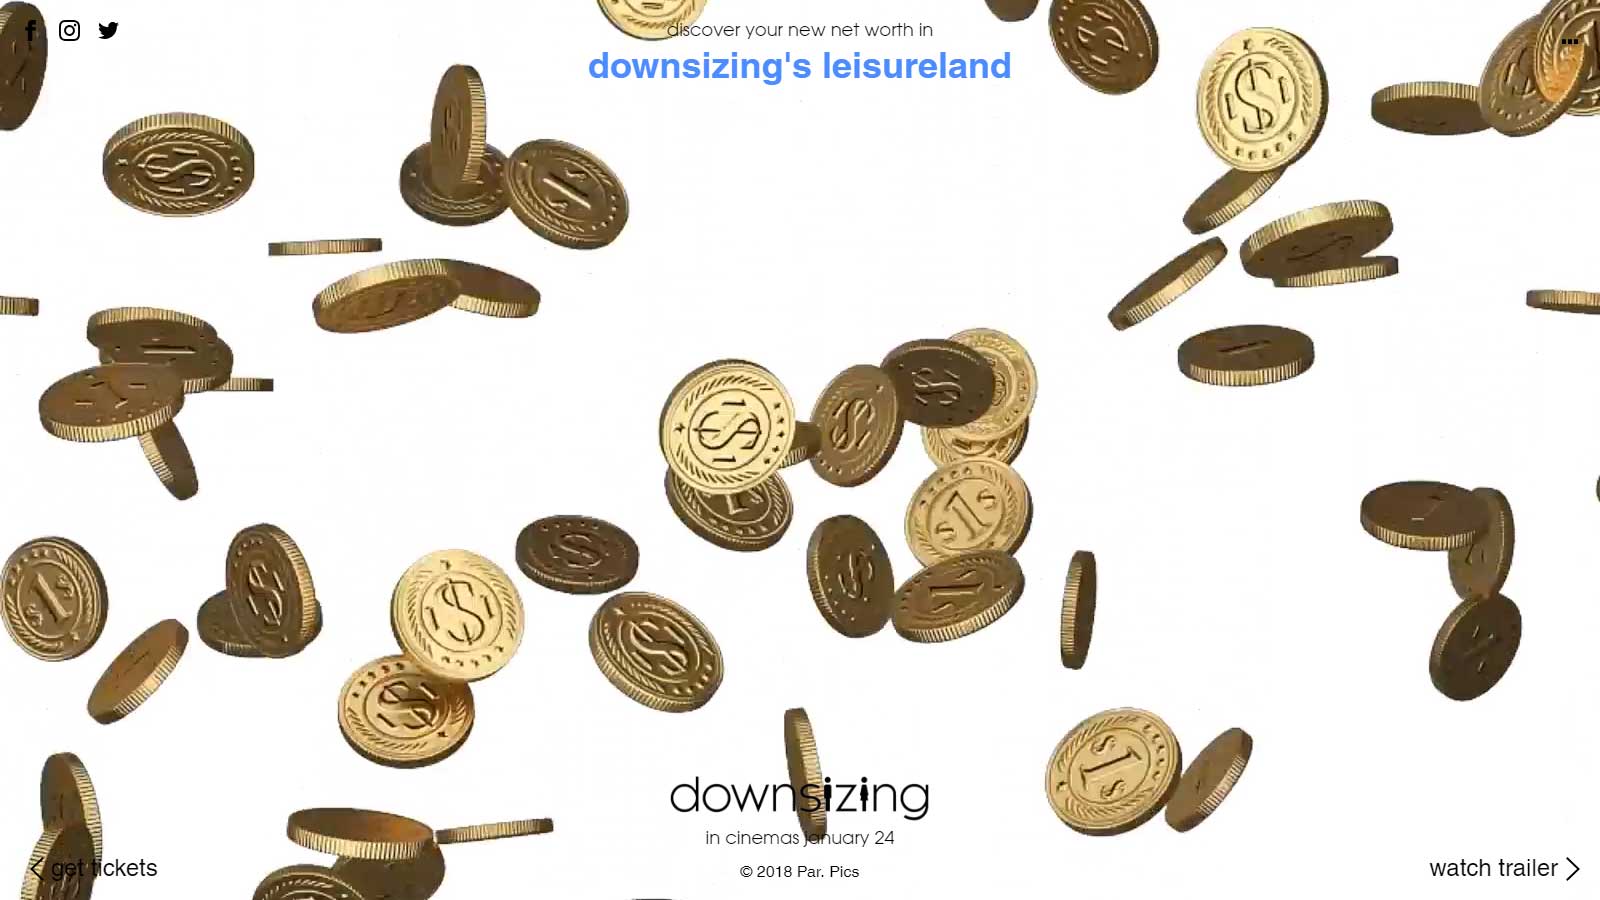 discover your new net worth in
downsizing's leisureland
downsizing
in cinemas january 24
© 2018 Par. Pics
get tickets
watch trailer